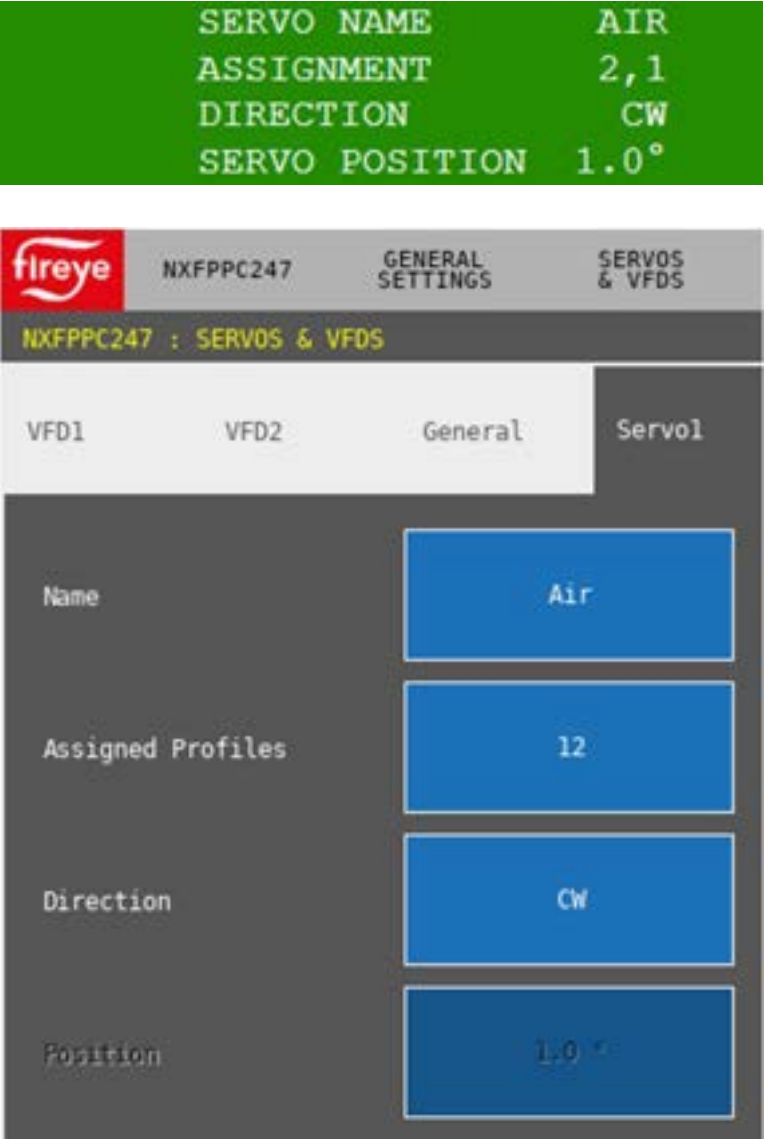 SERVO NAME AIR
ASSIGNMENT 2,1
DIRECTION CW
SERVO POSITION 1.0°
fireye NXFPPC247 GENERAL SETTINGS SERVOS & VFDS
NXFPPC247 : SERVOS & VFDS
VFD1 VFD2 General Servo1
Name Air
Assigned Profiles 12
Direction CW
Position 1.0 °